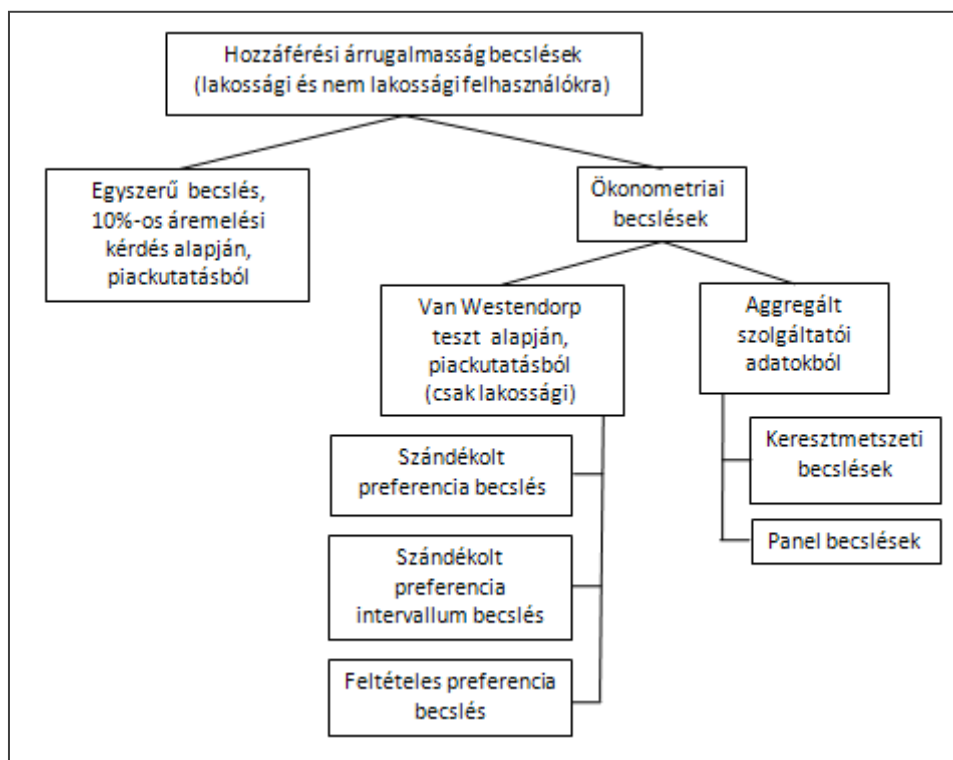 Hozzáférési árrugalmasság becslések
(lakossági és nem lakossági felhasználókra)
Egyszerű becslés,
10%-os áremelési
kérdés alapján,
piackutatásból
Ökonometriai
becslések
Van Westendorp
teszt alapján,
piackutatásból
(csak lakossági)
Aggregált
szolgáltatói
adatokból
Szándékolt
preferencia becslés
Keresztmetszeti
becslések
Panel becslések
Szándékolt
preferencia
intervallum becslés
Feltételes preferencia
becslés